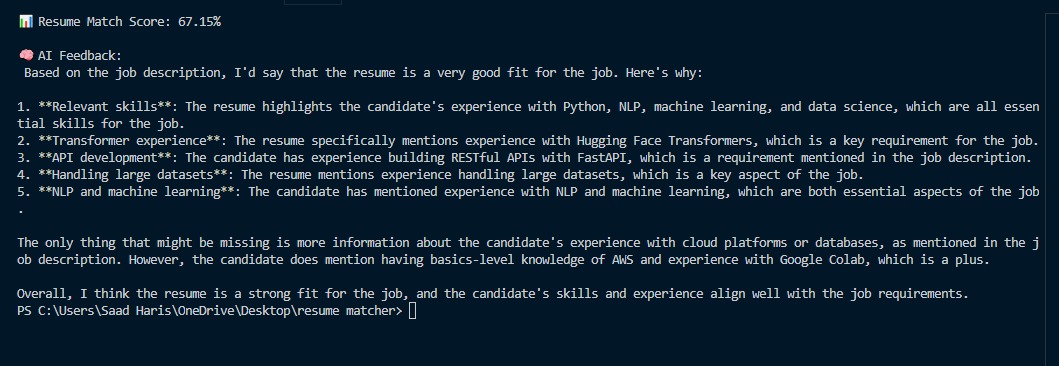 📊 Resume Match Score: 67.15%
🧠 AI Feedback:
Based on the job description, I'd say that the resume is a very good fit for the job. Here's why:
1. **Relevant skills**: The resume highlights the candidate's experience with Python, NLP, machine learning, and data science, which are all essen
tial skills for the job.
2. **Transformer experience**: The resume specifically mentions experience with Hugging Face Transformers, which is a key requirement for the job.
3. **API development**: The candidate has experience building RESTful APIs with FastAPI, which is a requirement mentioned in the job description.
4. **Handling large datasets**: The resume mentions experience handling large datasets, which is a key aspect of the job.
5. **NLP and machine learning**: The candidate has mentioned experience with NLP and machine learning, which are both essential aspects of the job
.
The only thing that might be missing is more information about the candidate's experience with cloud platforms or databases, as mentioned in the j
ob description. However, the candidate does mention having basics-level knowledge of AWS and experience with Google Colab, which is a plus.
Overall, I think the resume is a strong fit for the job, and the candidate's skills and experience align well with the job requirements.
PS C:\Users\Saad Haris\OneDrive\Desktop\resume matcher>